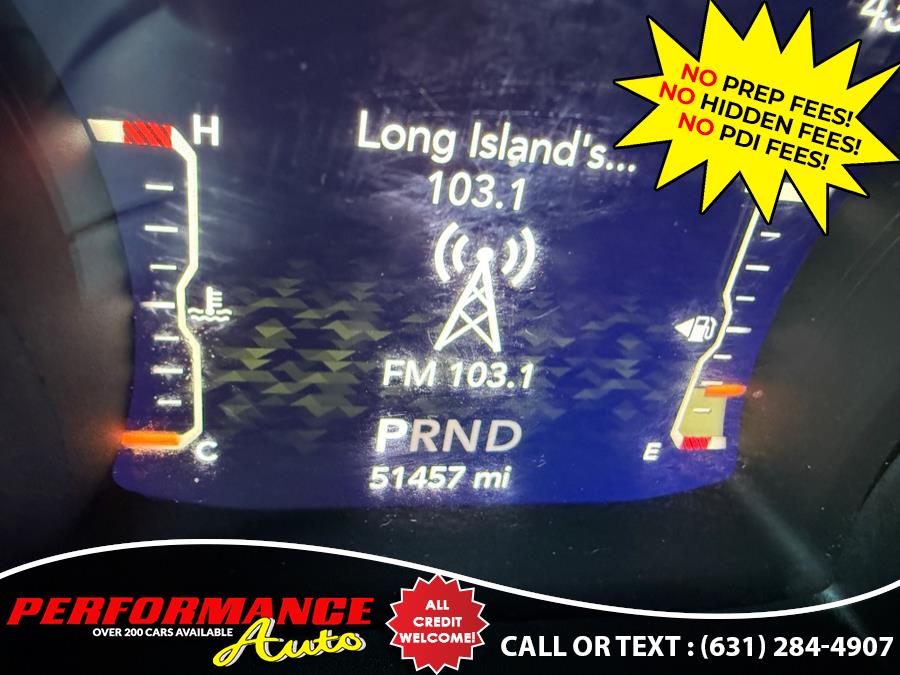 NO PREP FEES!
NO HIDDEN FEES!
NO PDI FEES!
H
Long Island's...
103.1
FM 103.1
PRND
51457 mi
C
E
PERFORMANCE
OVER 200 CARS AVAILABLE
Auto
ALL
CREDIT
WELCOME!
CALL OR TEXT : (631) 284-4907